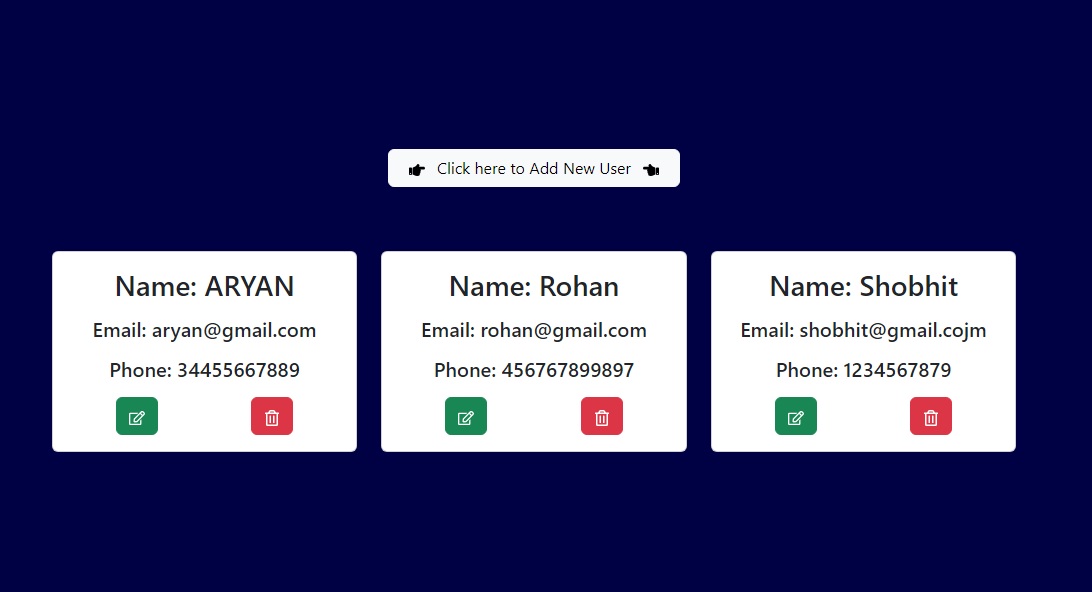 Click here to Add New User
Name: ARYAN
Email: aryan@gmail.com
Phone: 34455667889
Name: Rohan
Email: rohan@gmail.com
Phone: 456767899897
Name: Shobhit
Email: shobhit@gmail.cojm
Phone: 1234567879